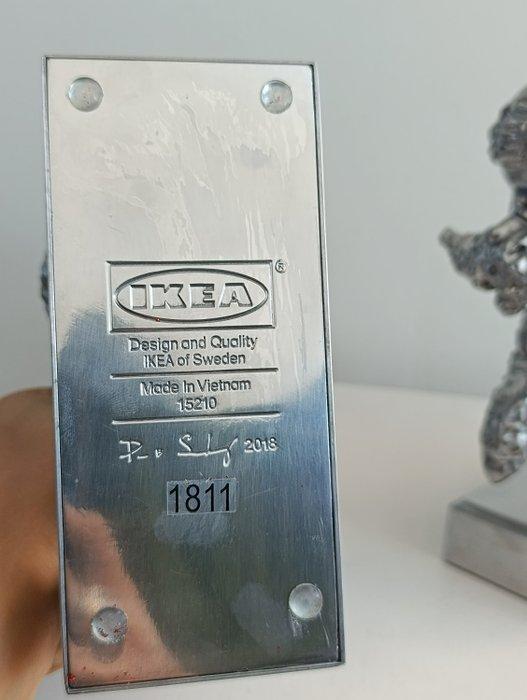 IKEA®
Design and Quality
IKEA of Sweden
Made in Vietnam
15210
2018
1811